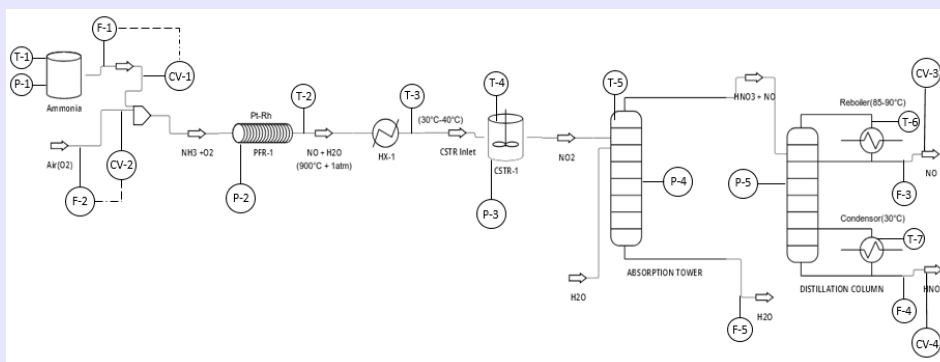 F-1
T-1
P-1
Ammonia
CV-1
Air(O2)
CV-2
F-2
NH3 +O2
Pt-Rh
PFR-1
P-2
T-2
NO + H2O
(900°C + 1atm)
HX-1
T-3
(30°C-40°C)
CSTR Inlet
T-4
CSTR-1
P-3
NO2
T-5
P-4
H2O
ABSORPTION TOWER
F-5
H2O
HNO3 + NO
P-5
DISTILLATION COLUMN
Reboiler(85-90°C)
T-6
CV-3
NO
F-3
Condensor(30°C)
T-7
HNO
F-4
CV-4